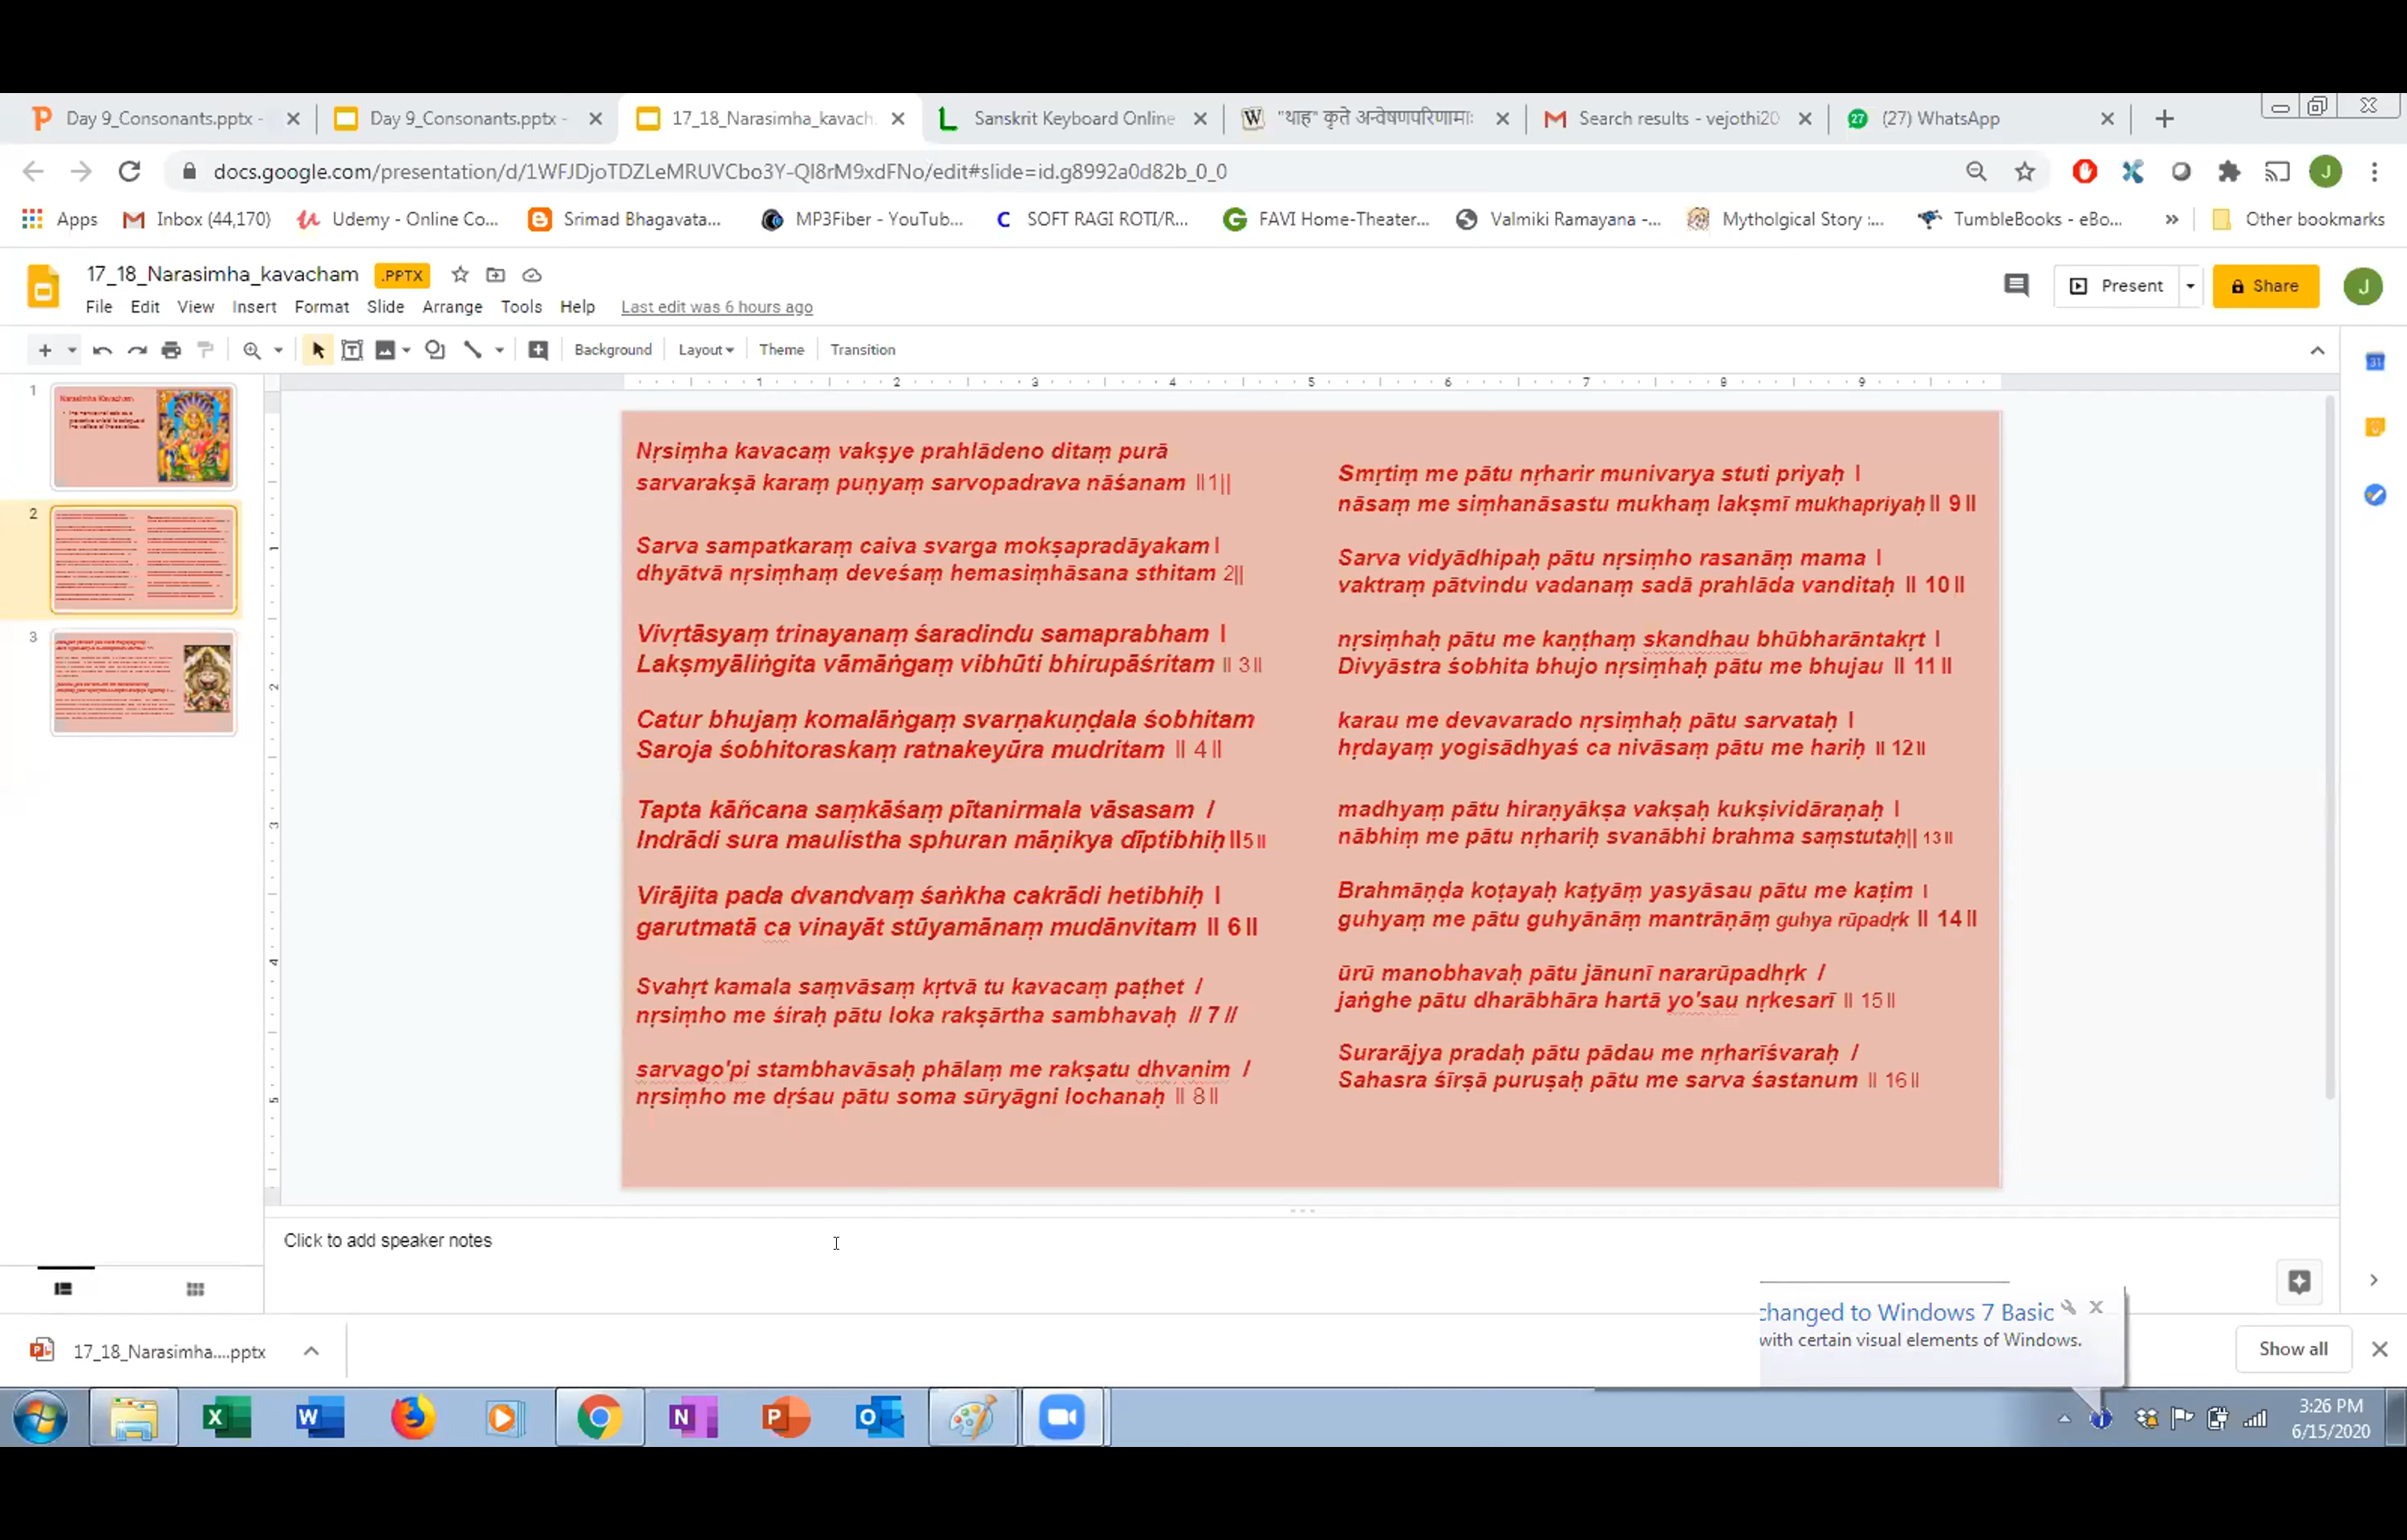 Day 9_Consonants.pptx -
Day 9_Consonants.pptx -
17_18_Narasimha_kavach
Sanskrit Keyboard Online
"थाह" कृते अन्वेषणपरिणामाः
Search results - vejothi20
(27) WhatsApp
docs.google.com/presentation/d/1WFJDjoTDZLeMRUVCbo3Y-QI8rM9xdFNo/edit#slide=id.g8992a0d82b_0_0
Apps
Inbox (44,170)
Udemy - Online Co...
Srimad Bhagavata...
MP3Fiber - YouTub...
SOFT RAGI ROTI/R...
FAVI Home-Theater...
Valmiki Ramayana -...
Mytholgical Story :...
TumbleBooks - eBo...
Other bookmarks
17_18_Narasimha_kavacham .PPTX
File Edit View Insert Format Slide Arrange Tools Help Last edit was 6 hours ago
Present
Share
J
Background Layout Theme Transition
1
Narasimha Kavacham
2
3
Nṛsiṃha kavacaṃ vakṣye prahlādeno ditaṃ purā
sarvarakṣā karaṃ puṇyaṃ sarvopadrava nāśanam ॥1||
Sarva sampatkaraṃ caiva svarga mokṣapradāyakam।
dhyātvā nṛsiṃhaṃ deveśaṃ hemasiṃhāsana sthitam 2||
Vivṛtāsyaṃ trinayanaṃ śaradindu samaprabham ।
Lakṣmyāliṅgita vāmāṅgaṃ vibhūti bhirupāśritam ॥ 3॥
Catur bhujaṃ komalāṅgaṃ svarṇakuṇḍala śobhitam
Saroja śobhitoraskaṃ ratnakeyūra mudritam ॥ 4॥
Tapta kāñcana saṃkāśaṃ pītanirmala vāsasam /
Indrādi sura maulistha sphuran māṇikya dīptibhiḥ॥5॥
Virājita pada dvandvaṃ śaṅkha cakrādi hetibhiḥ ।
garutmatā ca vinayāt stūyamānaṃ mudānvitam ॥ 6॥
Svahṛt kamala saṃvāsaṃ kṛtvā tu kavacaṃ paṭhet /
nṛsiṃho me śiraḥ pātu loka rakṣārtha sambhavaḥ // 7 //
sarvago'pi stambhavāsaḥ phālaṃ me rakṣatu dhvanim /
nṛsiṃho me dṛśau pātu soma sūryāgni lochanaḥ ॥ 8॥
Smṛtiṃ me pātu nṛharir munivarya stuti priyaḥ ।
nāsaṃ me siṃhanāsastu mukhaṃ lakṣmī mukhapriyaḥ॥ 9॥
Sarva vidyādhipaḥ pātu nṛsiṃho rasanāṃ mama ।
vaktraṃ pātvindu vadanaṃ sadā prahlāda vanditaḥ ॥ 10॥
nṛsiṃhaḥ pātu me kaṇṭhaṃ skandhau bhūbharāntakṛt ।
Divyāstra śobhita bhujo nṛsiṃhaḥ pātu me bhujau ॥ 11॥
karau me devavarado nṛsiṃhaḥ pātu sarvataḥ ।
hṛdayaṃ yogisādhyaś ca nivāsaṃ pātu me hariḥ ॥ 12॥
madhyaṃ pātu hiraṇyākṣa vakṣaḥ kukṣividāraṇaḥ ।
nābhiṃ me pātu nṛhariḥ svanābhi brahma saṃstutaḥ|| 13॥
Brahmāṇḍa koṭayaḥ kaṭyāṃ yasyāsau pātu me kaṭim ।
guhyaṃ me pātu guhyānāṃ mantrāṇāṃ guhya rūpadṛk ॥ 14॥
ūrū manobhavaḥ pātu jānunī nararūpadhṛk /
jaṅghe pātu dharābhāra hartā yo'sau nṛkesarī ॥ 15॥
Surarājya pradaḥ pātu pādau me nṛharīśvaraḥ /
Sahasra śīrṣā puruṣaḥ pātu me sarva śastanum ॥ 16॥
Click to add speaker notes
changed to Windows 7 Basic
with certain visual elements of Windows.
17_18_Narasimha....pptx
Show all
3:26 PM
6/15/2020